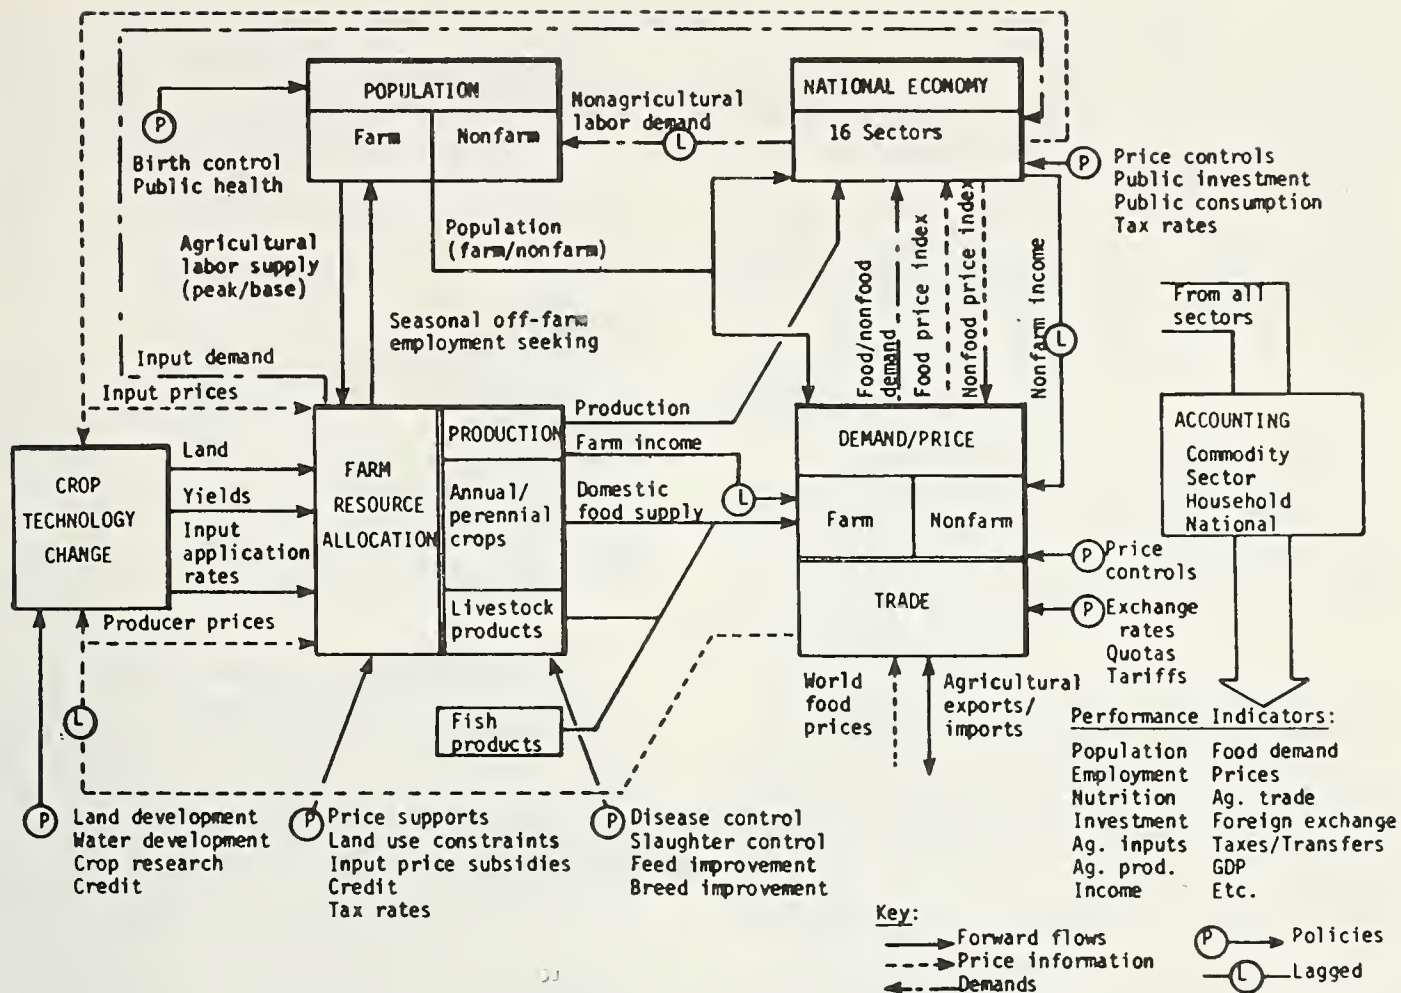 POPULATION
Farm
Nonfarm
P
Birth control
Public health
Nonagricultural
labor demand
L
NATIONAL ECONOMY
16 Sectors
P
Price controls
Public investment
Public consumption
Tax rates
Agricultural
labor supply
(peak/base)
Population
(farm/nonfarm)
Seasonal off-farm
employment seeking
Food/nonfood
demand
Food price index
Nonfood price index
Nonfarm income
L
From all
sectors
Input demand
Input prices
CROP
TECHNOLOGY
CHANGE
Land
Yields
Input
application
rates
Producer prices
FARM
RESOURCE
ALLOCATION
PRODUCTION
Annual/
perennial
crops
Livestock
products
Fish
products
Production
Farm income
L
Domestic
food supply
DEMAND/PRICE
Farm
Nonfarm
TRADE
P
Price
controls
P
Exchange
rates
Quotas
Tariffs
World
food
prices
Agricultural
exports/
imports
ACCOUNTING
Commodity
Sector
Household
National
Performance Indicators:
Population Food demand
Employment Prices
Nutrition Ag. trade
Investment Foreign exchange
Ag. inputs Taxes/Transfers
Ag. prod. GDP
Income Etc.
L
P
Land development
Water development
Crop research
Credit
P
Price supports
Land use constraints
Input price subsidies
Credit
Tax rates
P
Disease control
Slaughter control
Feed improvement
Breed improvement
Key:
Forward flows
Price information
Demands
P
Policies
L
Lagged